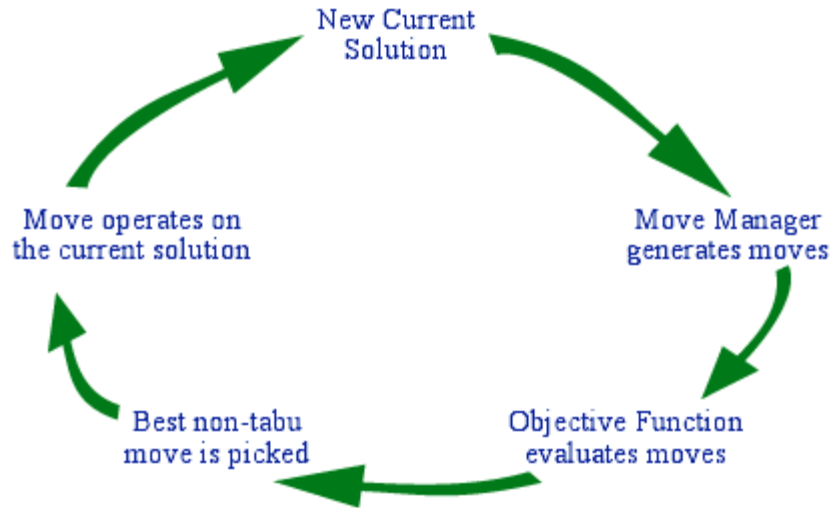 New Current
Solution
Move Manager
generates moves
Objective Function
evaluates moves
Best non-tabu
move is picked
Move operates on
the current solution